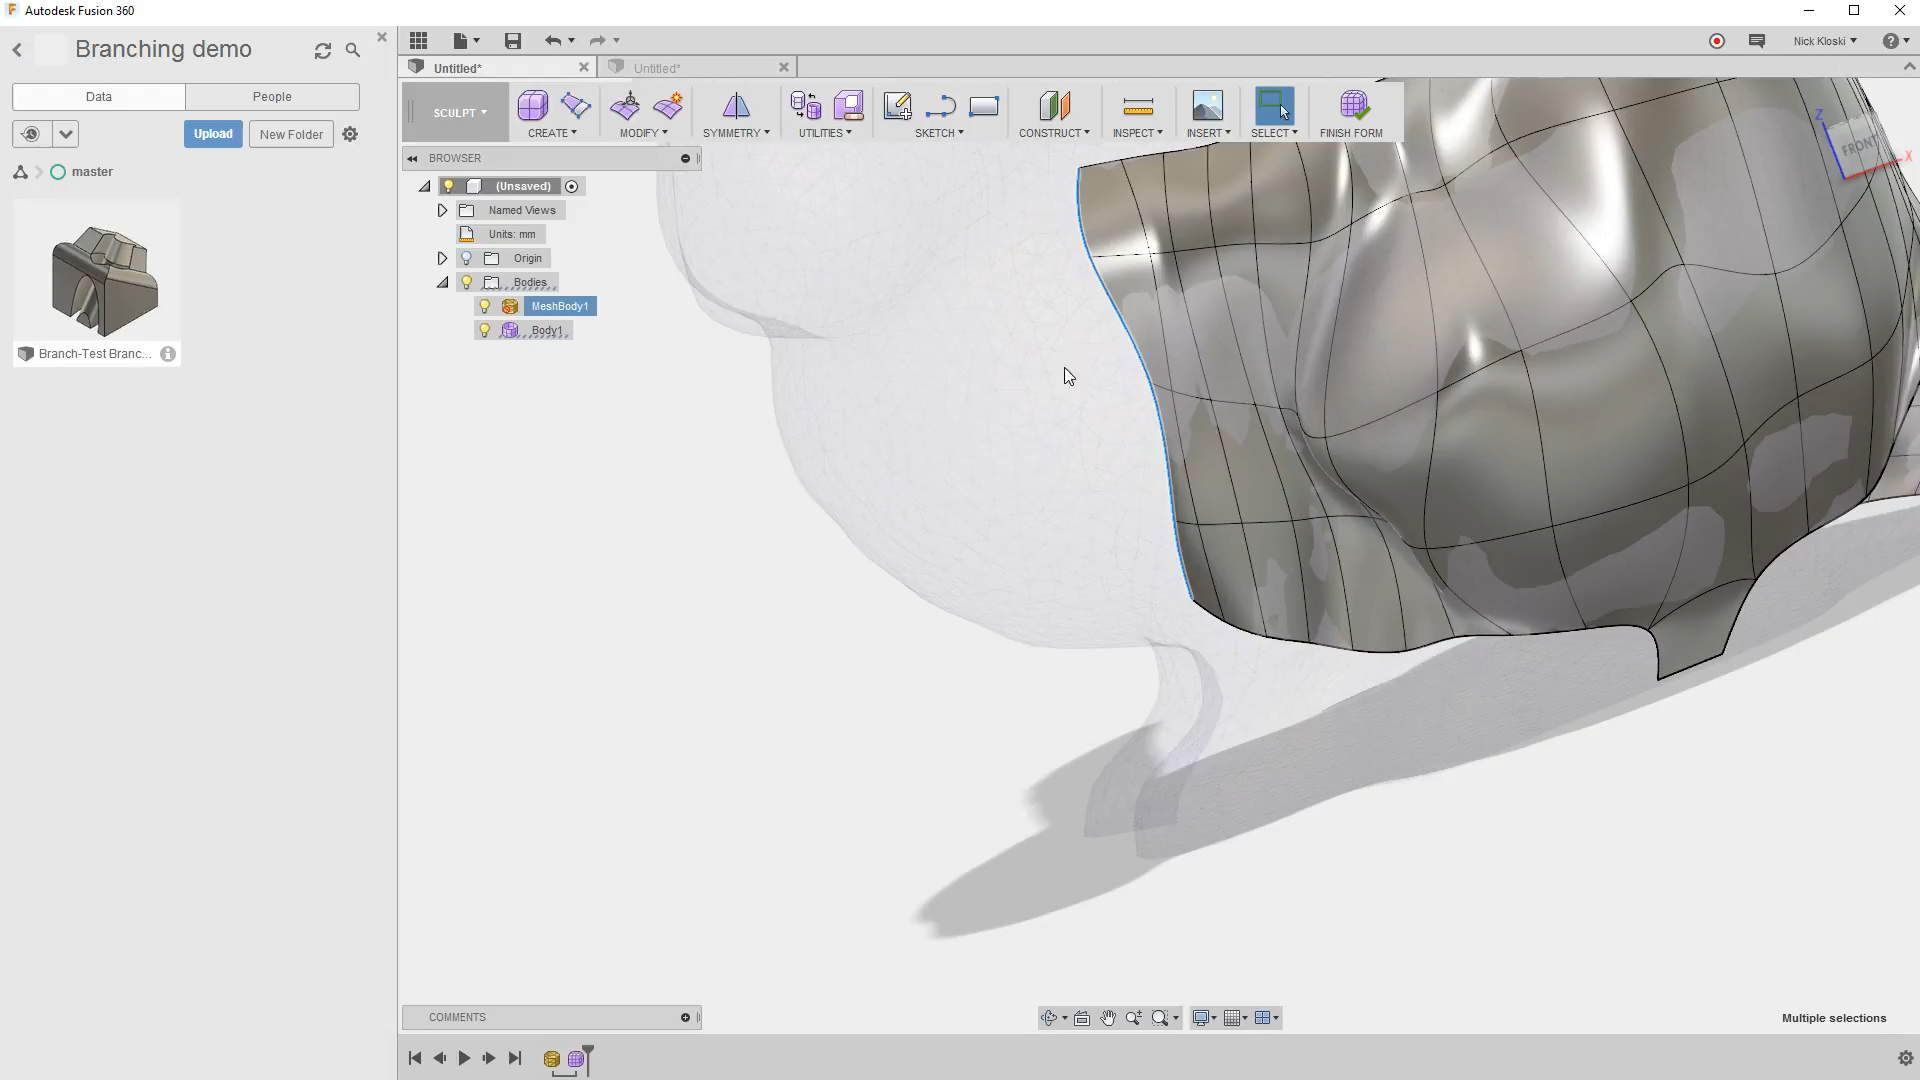 Autodesk Fusion 360
Branching demo
Nick Kloski
Untitled*
Untitled*
Data
People
SCULPT
CREATE
MODIFY
SYMMETRY
UTILITIES
SKETCH
CONSTRUCT
INSPECT
INSERT
SELECT
FINISH FORM
Upload
New Folder
master
BROWSER
(Unsaved)
Named Views
Units: mm
Origin
Bodies
MeshBody1
Body1
Branch-Test Branc...
Z
FRONT
X
COMMENTS
Multiple selections